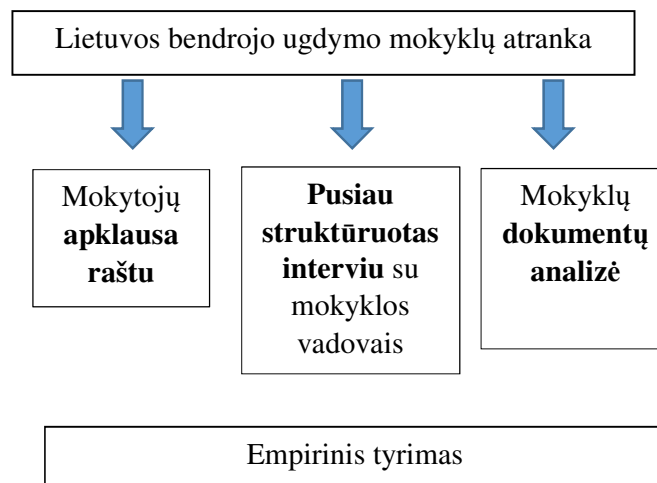 Lietuvos bendrojo ugdymo mokyklų atranka
Mokytojų
apklausa
raštu
Pusiau
struktūruotas
interviu su
mokyklos
vadovais
Mokyklų
dokumentų
analizė
Empirinis tyrimas